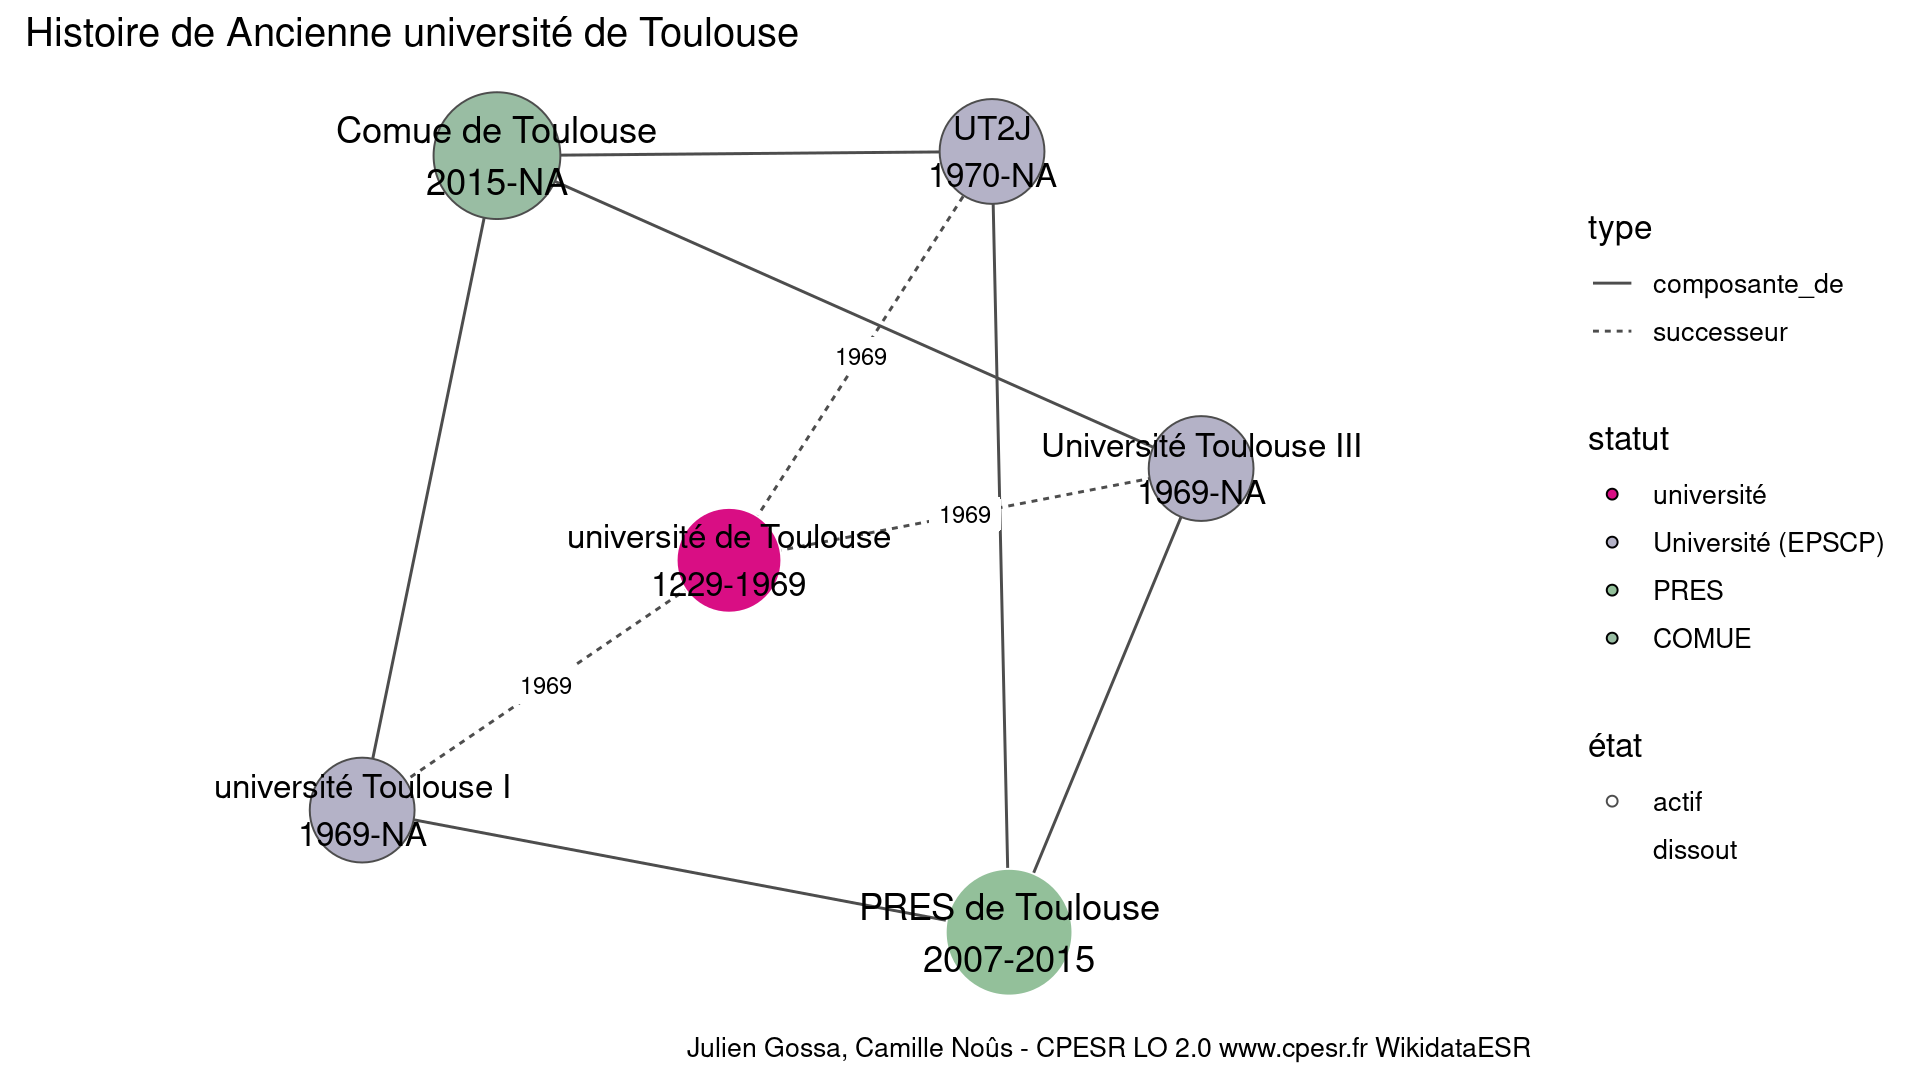 Histoire de Ancienne université de Toulouse
Comue de Toulouse
2015-NA
UT2J
1970-NA
1969
Université Toulouse III
1969-NA
1969
université de Toulouse
1229-1969
1969
université Toulouse I
1969-NA
PRES de Toulouse
2007-2015
type
composante_de
successeur
statut
université
Université (EPSCP)
PRES
COMUE
état
actif
dissout
Julien Gossa, Camille Noûs - CPESR LO 2.0 www.cpesr.fr WikidataESR